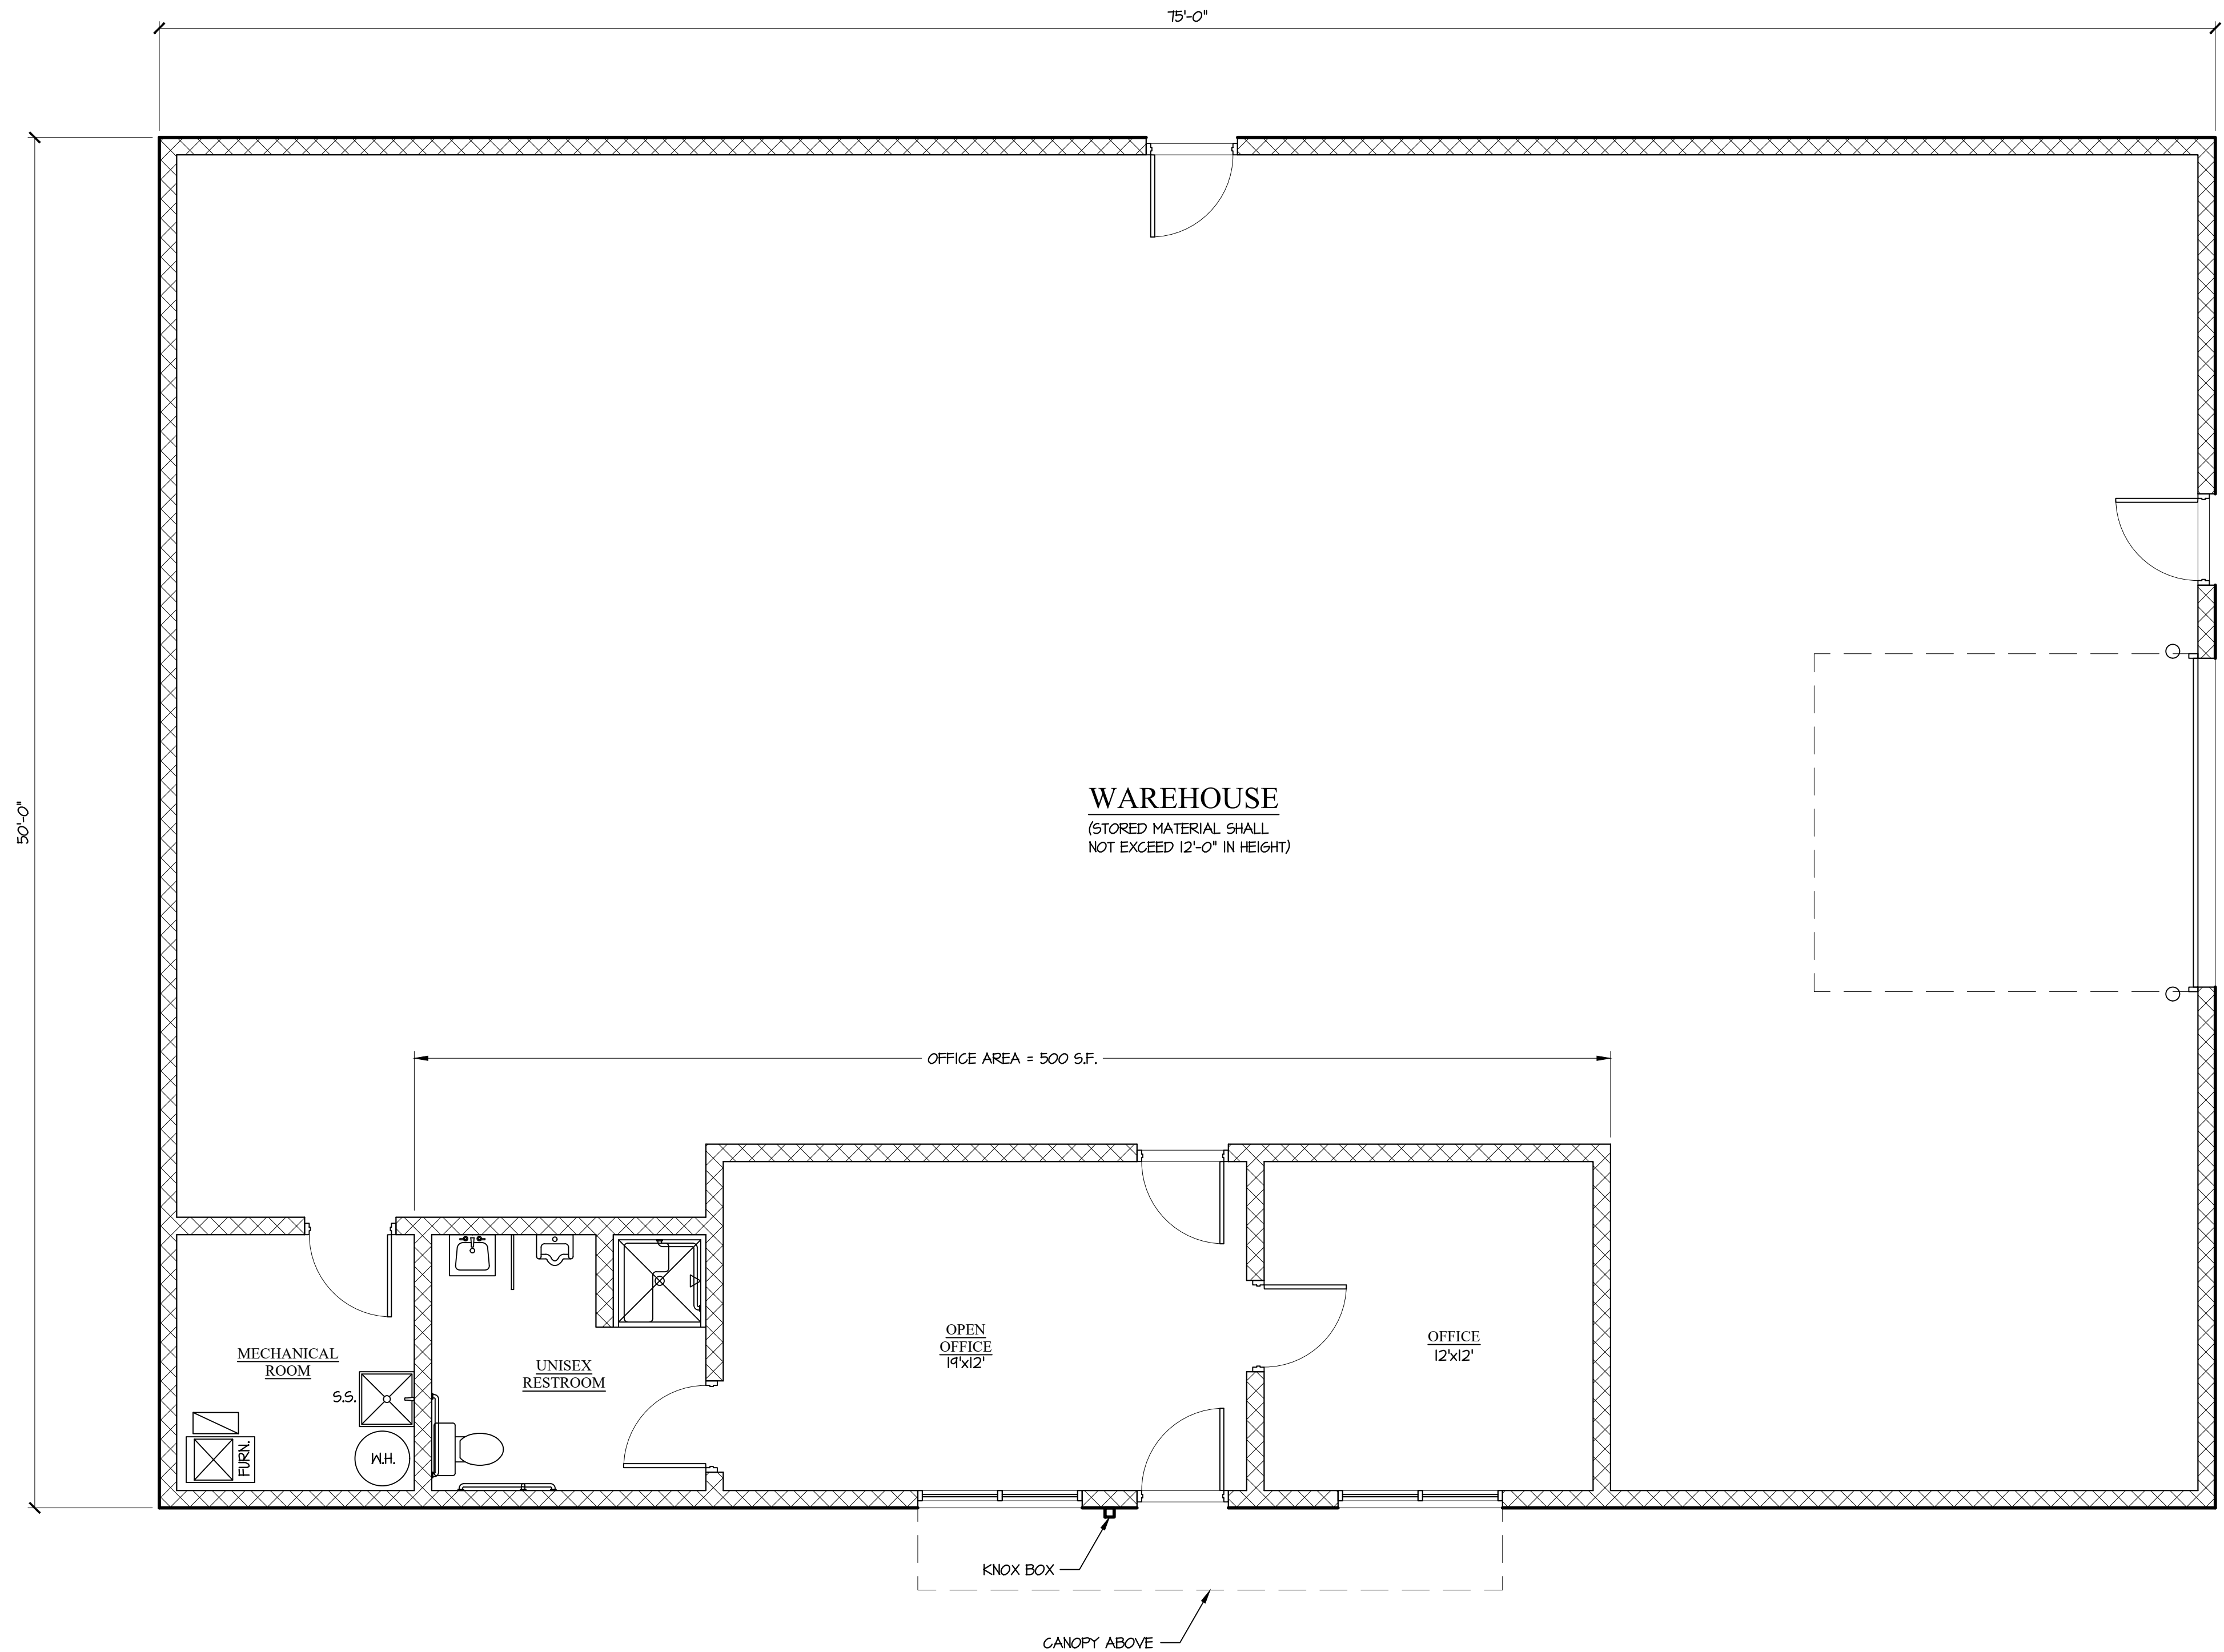 75'-0"
50'-0"
WAREHOUSE
(STORED MATERIAL SHALL
NOT EXCEED 12'-0" IN HEIGHT)
OFFICE AREA = 500 S.F.
MECHANICAL
ROOM
S.S.
FURN.
W.H.
UNISEX
RESTROOM
OPEN
OFFICE
19'x12'
OFFICE
12'x12'
KNOX BOX
CANOPY ABOVE